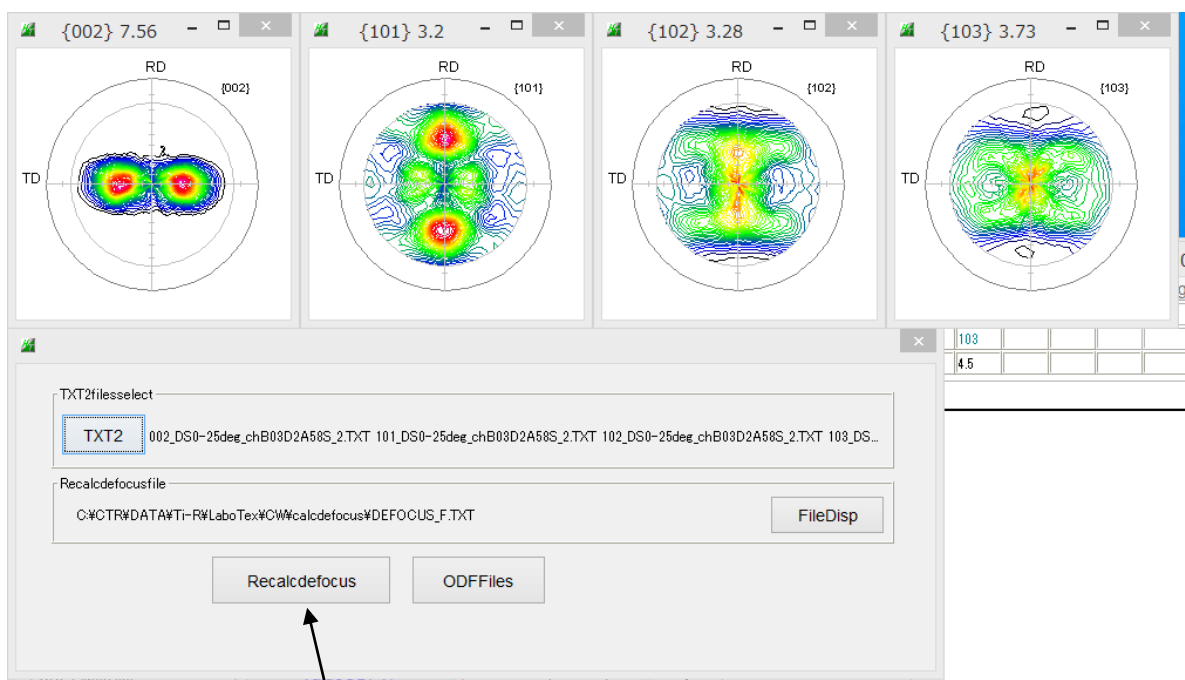 {002} 7.56
{101} 3.2
{102} 3.28
{103} 3.73
RD
{002}
TD
2
RD
{101}
TD
RD
{102}
TD
RD
{103}
TD
103
4.5
TXT2filesselect
TXT2 002_DS0-25deg_chB03D2A58S_2.TXT 101_DS0-25deg_chB03D2A58S_2.TXT 102_DS0-25deg_chB03D2A58S_2.TXT 103_DS...
Recalcdefocusfile
C:¥CTR¥DATA¥Ti-R¥LaboTex¥CW¥calcdefocus¥DEFOCUS_F.TXT FileDisp
Recalcdefocus ODFFiles